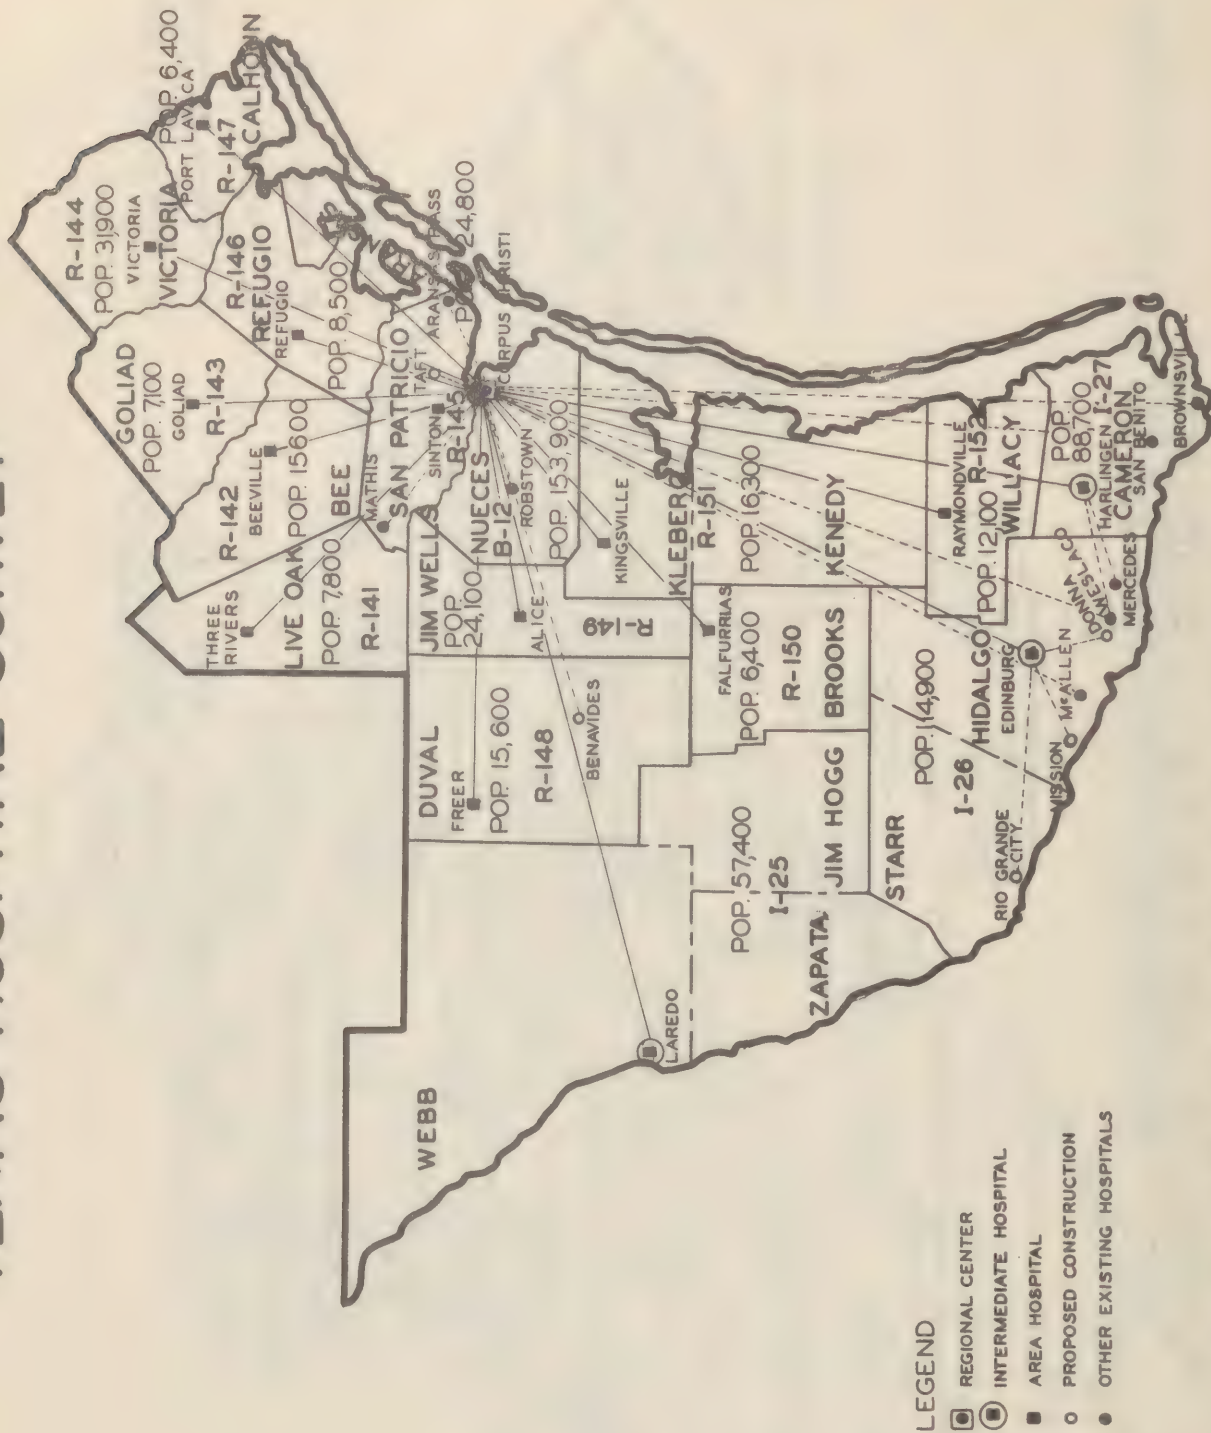 R-144
POP. 31,900
VICTORIA
VICTORIA
POP. 6,400
PORT LAVACA
R-147
CALHOUN
GOLIAD
POP. 7,100
GOLIAD
R-143
R-146
REFUGIO
REFUGIO
POP. 8,500
R-142
BEEVILLE
POP. 15,600
BEE
THREE
RIVERS
LIVE OAK
POP. 7,800
R-141
MATHIS
SAN PATRICIO
SINTON
TAFT
R-145
ARANSAS
ARANSAS PASS
POP. 24,800
CORPUS CHRISTI
JIM WELLS
POP.
24,100
ALICE
R-149
NUECES
B-12
ROBSTOWN
POP. 153,900
KINGSVILLE
KLEBERG
R-151
POP. 16,300
KENEDY
DUVAL
FREER
POP. 15,600
R-148
BENAVIDES
FALFURRIAS
POP. 6,400
R-150
BROOKS
WEBB
LAREDO
POP. 57,400
I-25
ZAPATA
JIM HOGG
STARR
RIO GRANDE
CITY
POP. 114,900
I-26
HIDALGO
EDINBURG
McALLEN
MISSION
DONNA
WESLACO
MERCEDES
RAYMONDVILLE
R-152
POP. 12,100
WILLACY
POP.
88,700
HARLINGEN
I-27
CAMERON
SAN BENITO
BROWNSVILLE
LEGEND
REGIONAL CENTER
INTERMEDIATE HOSPITAL
AREA HOSPITAL
PROPOSED CONSTRUCTION
OTHER EXISTING HOSPITALS